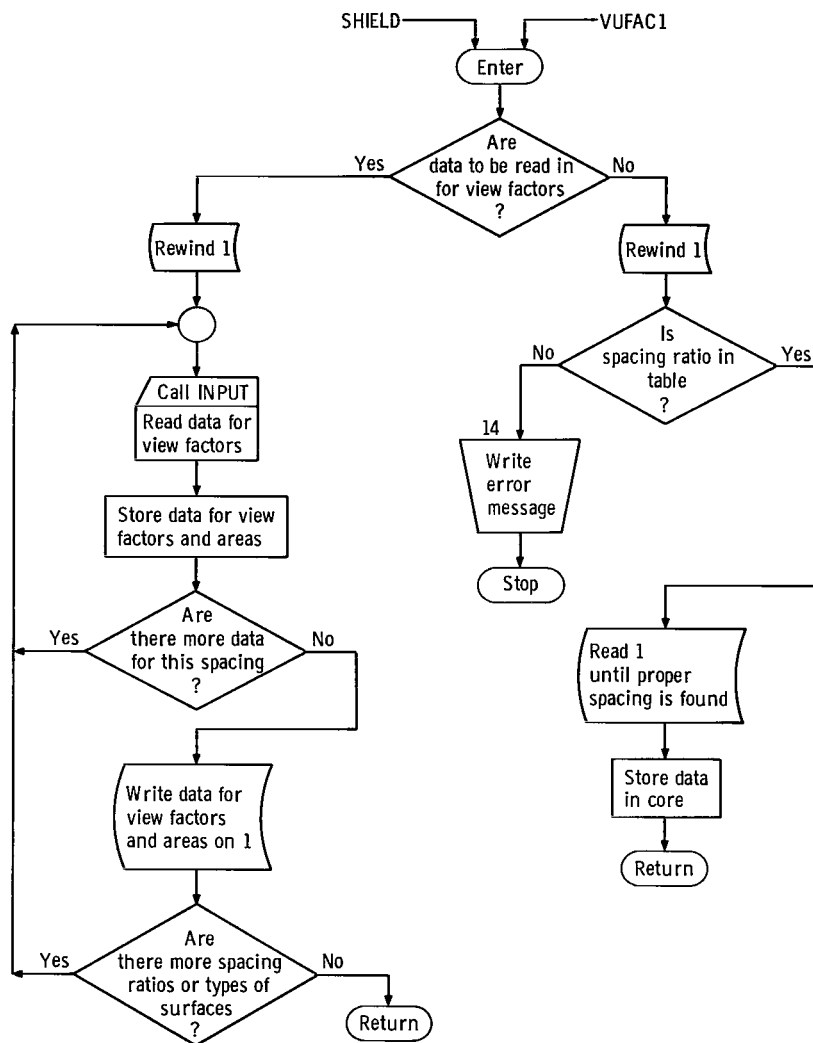 SHIELD
VUFAC1
Enter
Are
data to be read in
for view factors
?
Yes
No
Rewind 1
Rewind 1
Is
spacing ratio in
table
?
No
Yes
Call INPUT
Read data for
view factors
14
Write
error
message
Store data for view
factors and areas
Stop
Are
there more data
for this spacing
?
Yes
No
Read 1
until proper
spacing is found
Write data for
view factors
and areas on 1
Store data
in core
Return
Are
there more spacing
ratios or types of
surfaces
?
Yes
No
Return